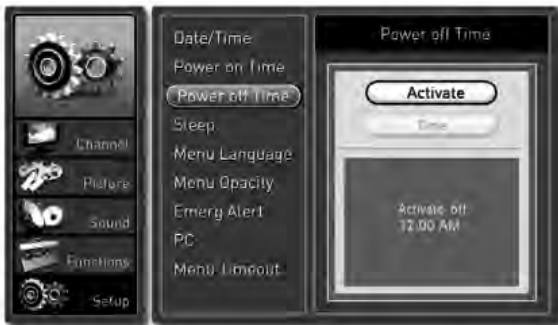 Channel
Picture
Sound
Functions
Setup
Date/Time
Power on Time
Power off Time
Sleep
Menu Language
Menu Opacity
Emerg Alert
PC
Menu Timeout
Power off Time
Activate
Time
Activate off
12:00 AM